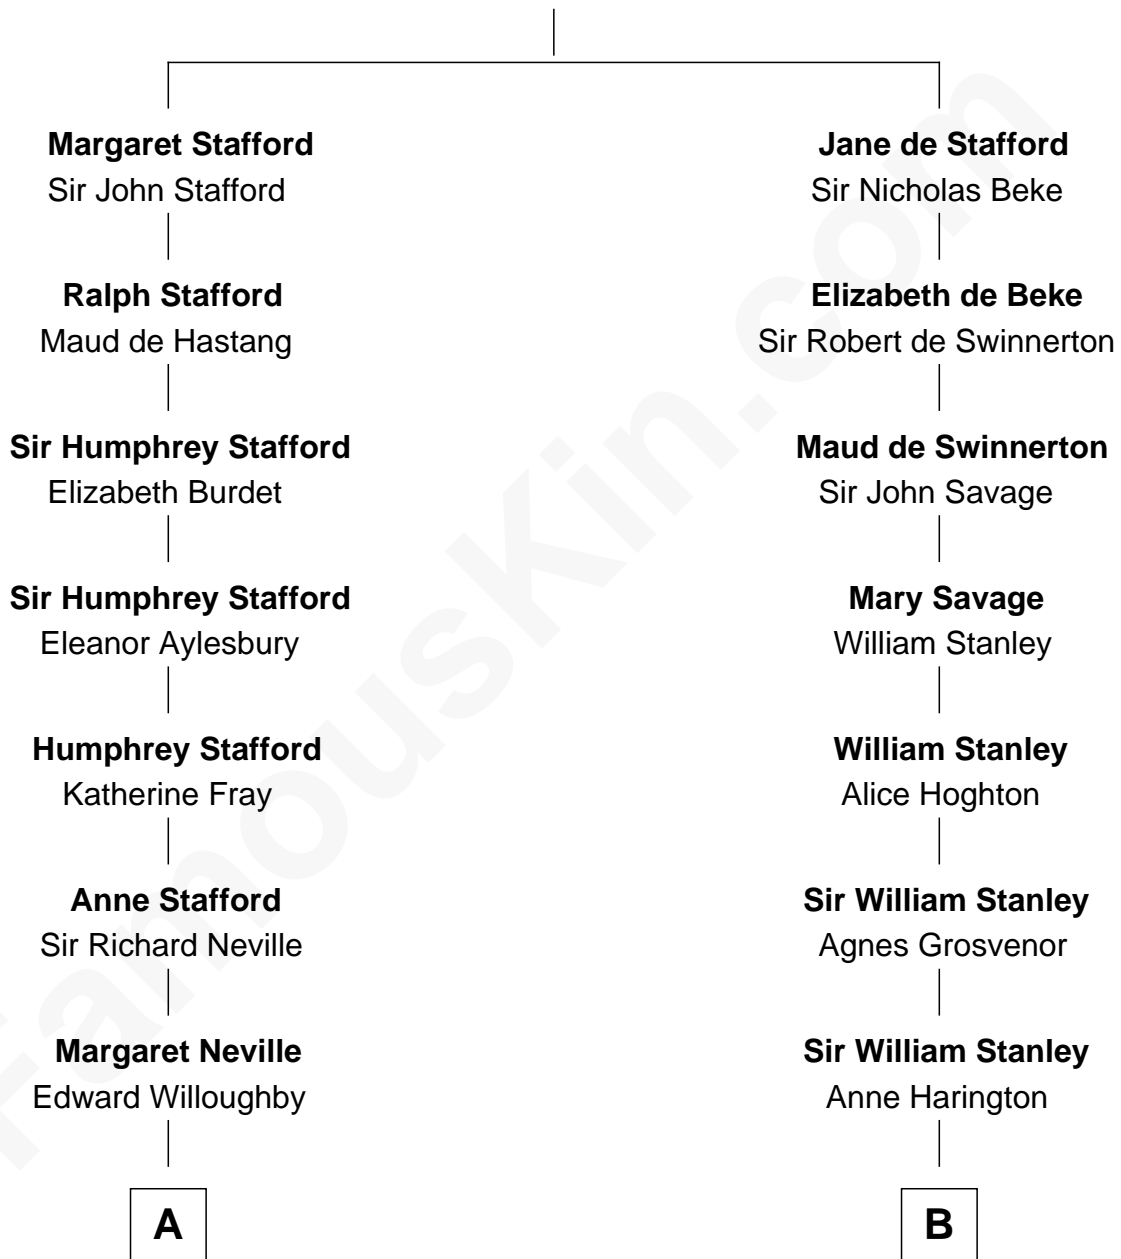 Margaret Stafford
Sir John Stafford
Jane de Stafford
Sir Nicholas Beke
Ralph Stafford
Maud de Hastang
Elizabeth de Beke
Sir Robert de Swinnerton
Sir Humphrey Stafford
Elizabeth Burdet
Maud de Swinnerton
Sir John Savage
Sir Humphrey Stafford
Eleanor Aylesbury
Mary Savage
William Stanley
Humphrey Stafford
Katherine Fray
William Stanley
Alice Hoghton
Anne Stafford
Sir Richard Neville
Sir William Stanley
Agnes Grosvenor
Margaret Neville
Edward Willoughby
Sir William Stanley
Anne Harington
A
B
FamousKin.com